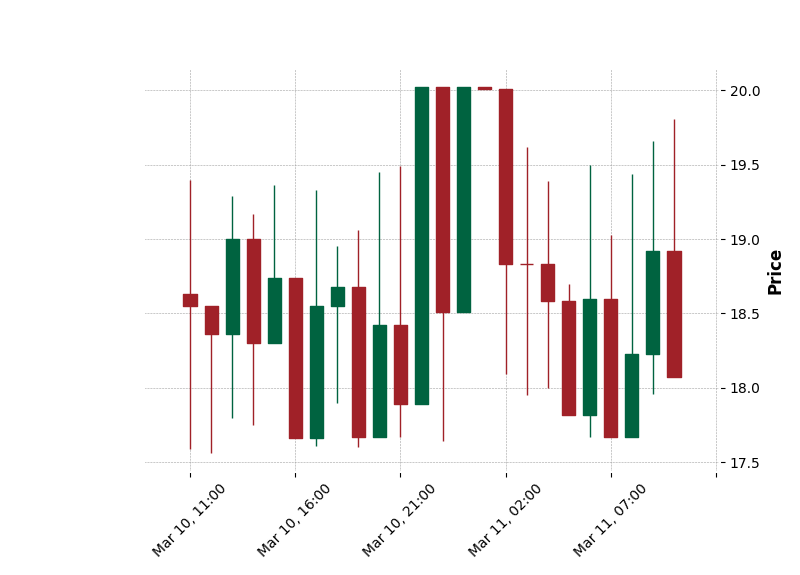 20.0
19.5
19.0
18.5
18.0
17.5
Price
Mar 10, 11:00
Mar 10, 16:00
Mar 10, 21:00
Mar 11, 02:00
Mar 11, 07:00